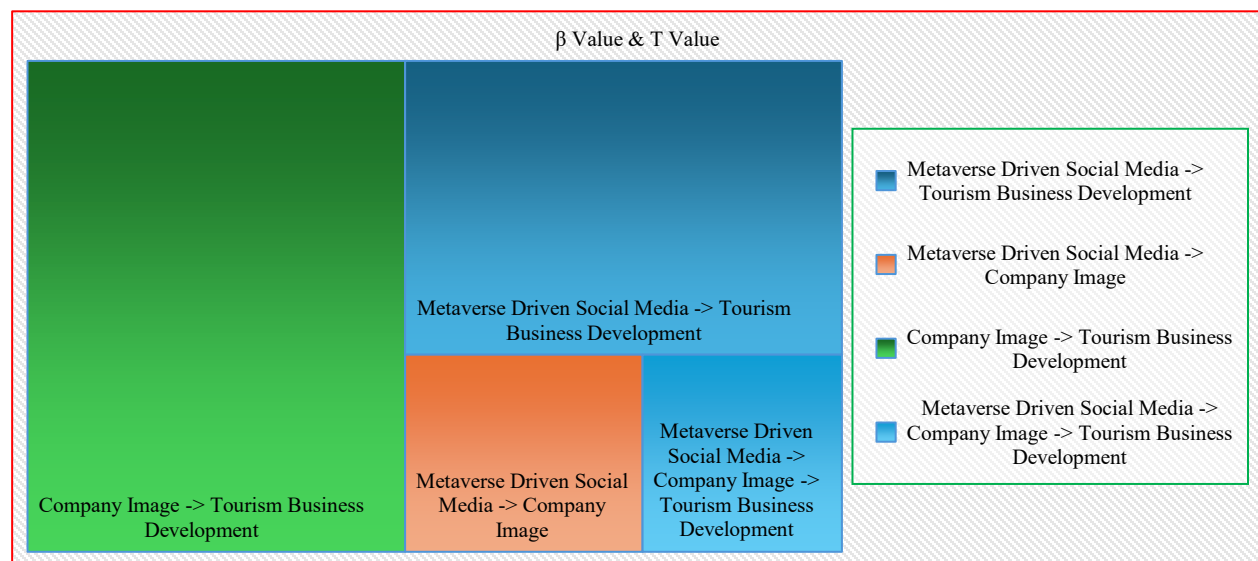 β Value & T Value
Company Image -> Tourism Business
Development
Metaverse Driven Social Media -> Tourism
Business Development
Metaverse Driven Social
Media -> Company
Image
Metaverse Driven
Social Media ->
Company Image ->
Tourism Business
Development
Metaverse Driven Social Media ->
Tourism Business Development
Metaverse Driven Social Media ->
Company Image
Company Image -> Tourism Business
Development
Metaverse Driven Social Media ->
Company Image -> Tourism Business
Development